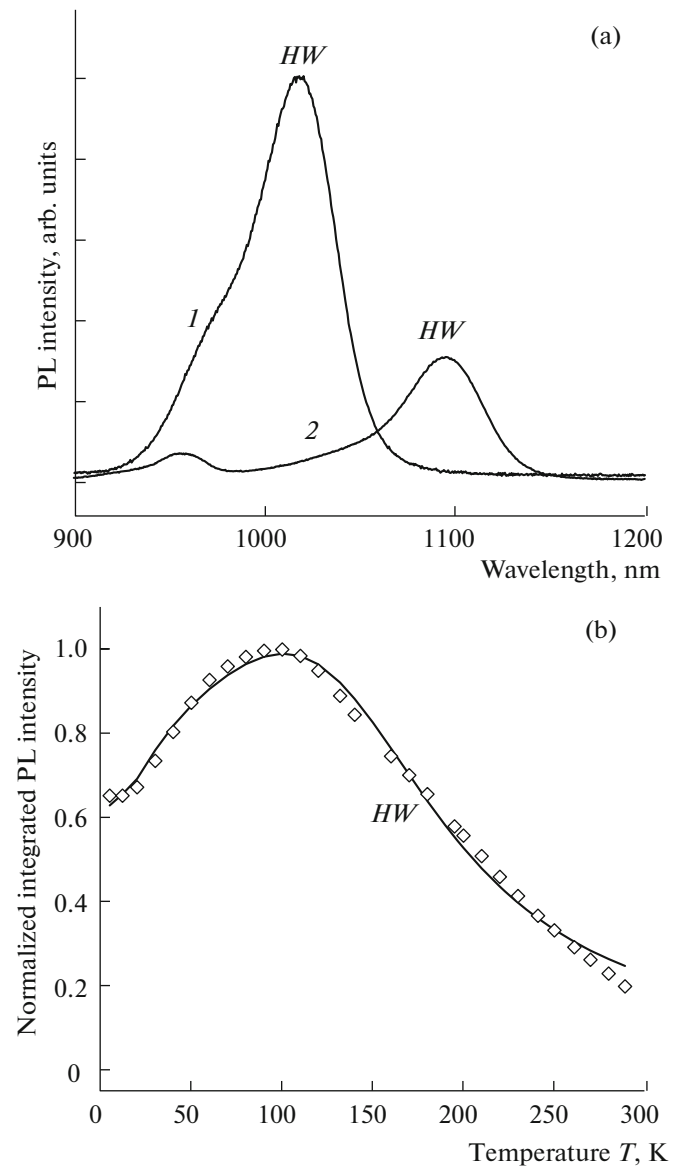 (a)
HW
PL intensity, arb. units
1
HW
2
900 1000 1100 1200
Wavelength, nm
(b)
Normalized integrated PL intensity
1.0
0.8
HW
0.6
0.4
0.2
0
0 50 100 150 200 250 300
Temperature T, K